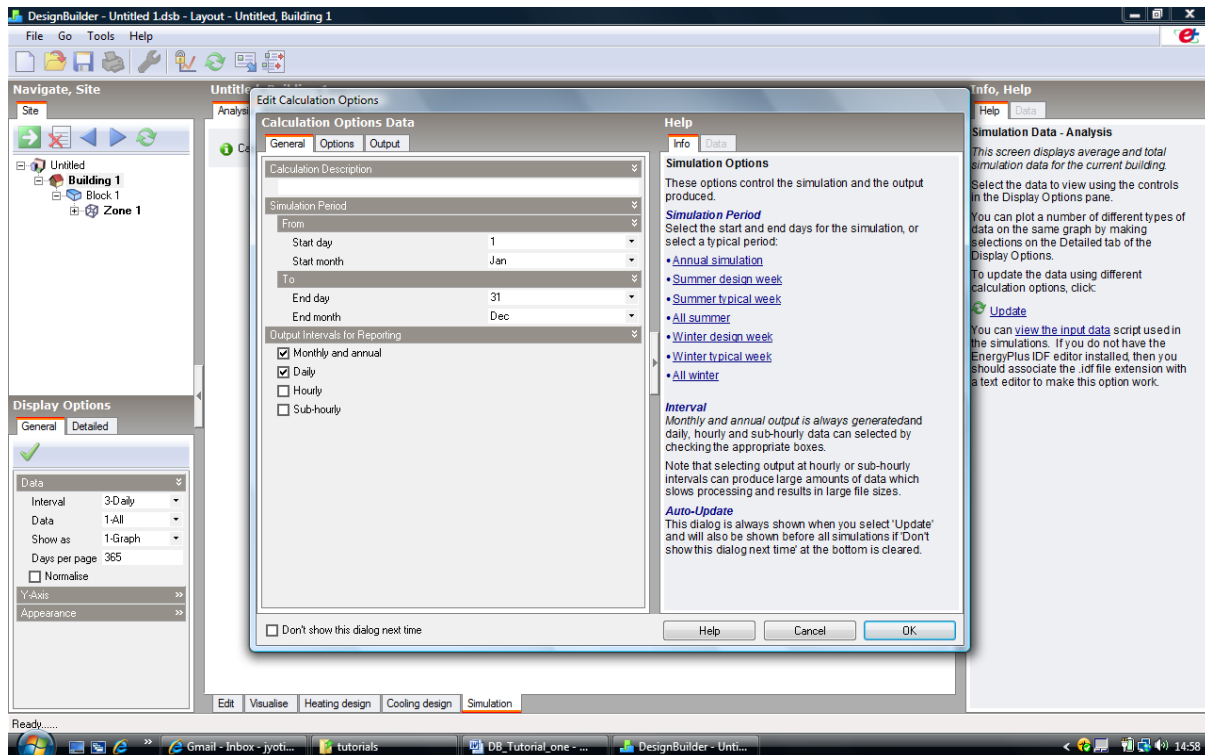 DesignBuilder - Untitled 1.dsb - Layout - Untitled, Building 1
File Go Tools Help
Navigate, Site
Site
Untitled
Building 1
Block 1
Zone 1
Display Options
General Detailed
Data
Interval 3-Daily
Data 1-All
Show as 1-Graph
Days per page 365
Normalise
Y-Axis
Appearance
Edit Calculation Options
Calculation Options Data
General Options Output
Calculation Description
Simulation Period
From
Start day 1
Start month Jan
To
End day 31
End month Dec
Output Intervals for Reporting
Monthly and annual
Daily
Hourly
Sub-hourly
Don't show this dialog next time
Help
Info Data
Simulation Options
These options control the simulation and the output
produced.
Simulation Period
Select the start and end days for the simulation, or
select a typical period:
• Annual simulation
• Summer design week
• Summer typical week
• All summer
• Winter design week
• Winter typical week
• All winter
Interval
Monthly and annual output is always generatedand
daily, hourly and sub-hourly data can selected by
checking the appropriate boxes.
Note that selecting output at hourly or sub-hourly
intervals can produce large amounts of data which
slows processing and results in large file sizes.
Auto-Update
This dialog is always shown when you select 'Update'
and will also be shown before all simulations if 'Don't
show this dialog next time' at the bottom is cleared.
Help Cancel OK
Info, Help
Help Data
Simulation Data - Analysis
This screen displays average and total
simulation data for the current building.
Select the data to view using the controls
in the Display Options pane.
You can plot a number of different types of
data on the same graph by making
selections on the Detailed tab of the
Display Options.
To update the data using different
calculation options, click:
Update
You can view the input data script used in
the simulations. If you do not have the
EnergyPlus IDF editor installed, then you
should associate the .idf file extension with
a text editor to make this option work.
Edit Visualise Heating design Cooling design Simulation
Ready......
Gmail - Inbox - jyoti... tutorials DB_Tutorial_one - ... DesignBuilder - Unti... 14:58